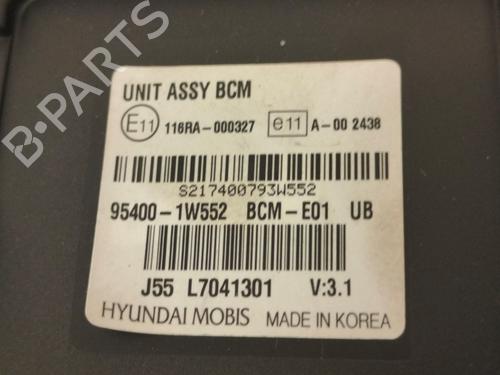 B-PARTS
UNIT ASSY BCM
E11 116RA-000327 e11 A-00 2438
S217400793W552
95400-1W552 BCM-E01 UB
J55 L7041301 V:3.1
HYUNDAI MOBIS MADE IN KOREA